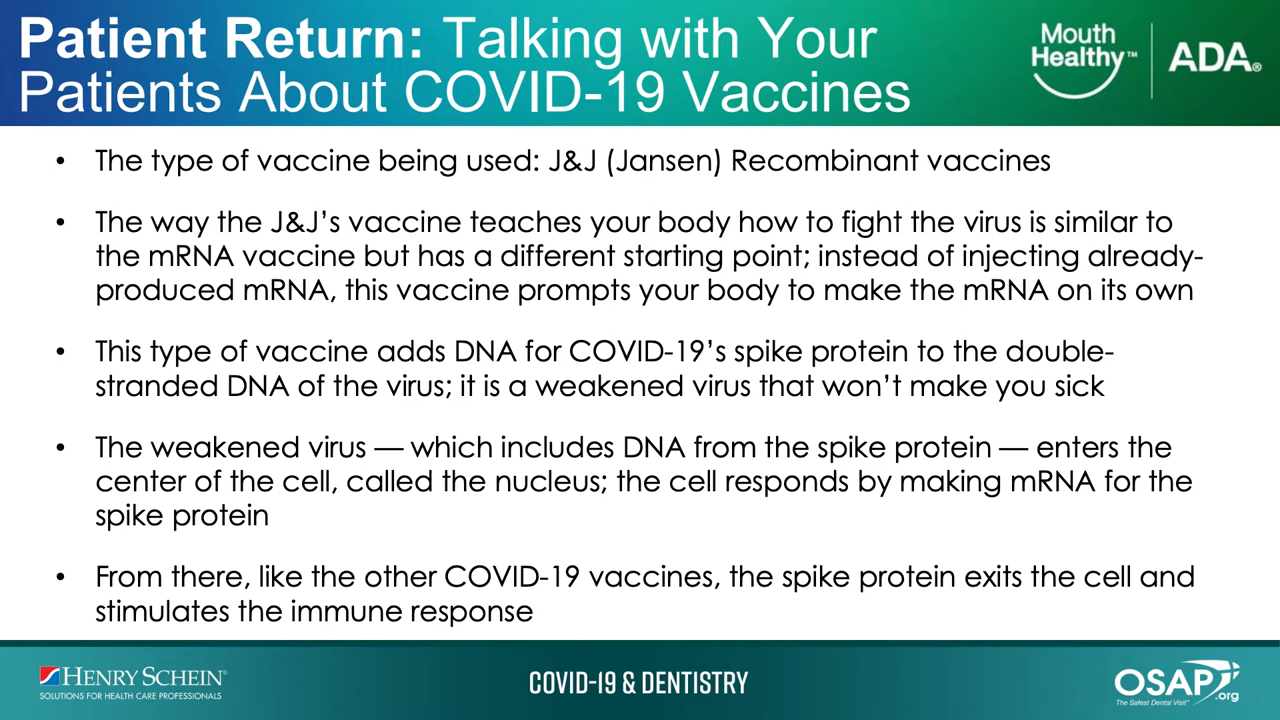 Patient Return: Talking with Your
Patients About COVID-19 Vaccines
Mouth
Healthy™
ADA®
• The type of vaccine being used: J&J (Jansen) Recombinant vaccines
• The way the J&J’s vaccine teaches your body how to fight the virus is similar to
the mRNA vaccine but has a different starting point; instead of injecting already-
produced mRNA, this vaccine prompts your body to make the mRNA on its own
• This type of vaccine adds DNA for COVID-19’s spike protein to the double-
stranded DNA of the virus; it is a weakened virus that won’t make you sick
• The weakened virus — which includes DNA from the spike protein — enters the
center of the cell, called the nucleus; the cell responds by making mRNA for the
spike protein
• From there, like the other COVID-19 vaccines, the spike protein exits the cell and
stimulates the immune response
HENRY SCHEIN®
SOLUTIONS FOR HEALTH CARE PROFESSIONALS
COVID-19 & DENTISTRY
OSAP.org
The Safest Dental Visit™